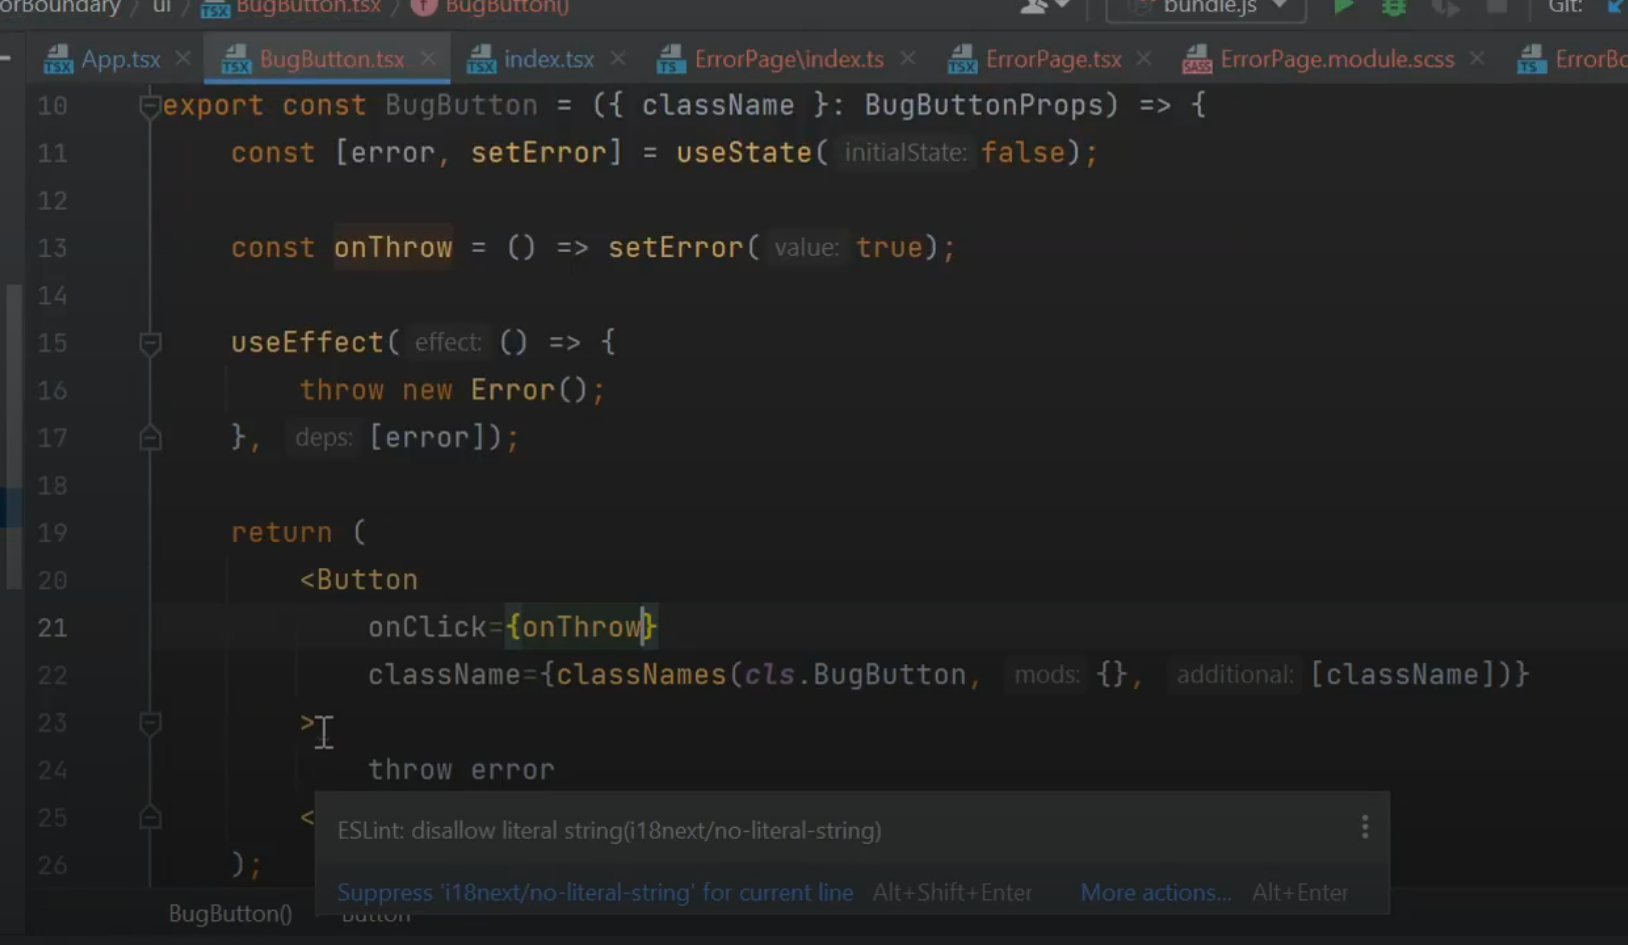 orBoundary / ui / BugButton.tsx / BugButton() bundle.js Git:
App.tsx BugButton.tsx index.tsx ErrorPage\index.ts ErrorPage.tsx ErrorPage.module.scss ErrorBo
10 export const BugButton = ({ className }: BugButtonProps) => {
11 const [error, setError] = useState( initialState: false);
12
13 const onThrow = () => setError( value: true);
14
15 useEffect( effect: () => {
16 throw new Error();
17 }, deps: [error]);
18
19 return (
20 <Button
21 onClick={onThrow}
22 className={classNames(cls.BugButton, mods: {}, additional: [className])}
23 >
24 throw error
25 <
ESLint: disallow literal string(i18next/no-literal-string)
26 );
Suppress 'i18next/no-literal-string' for current line Alt+Shift+Enter More actions... Alt+Enter
BugButton() Button